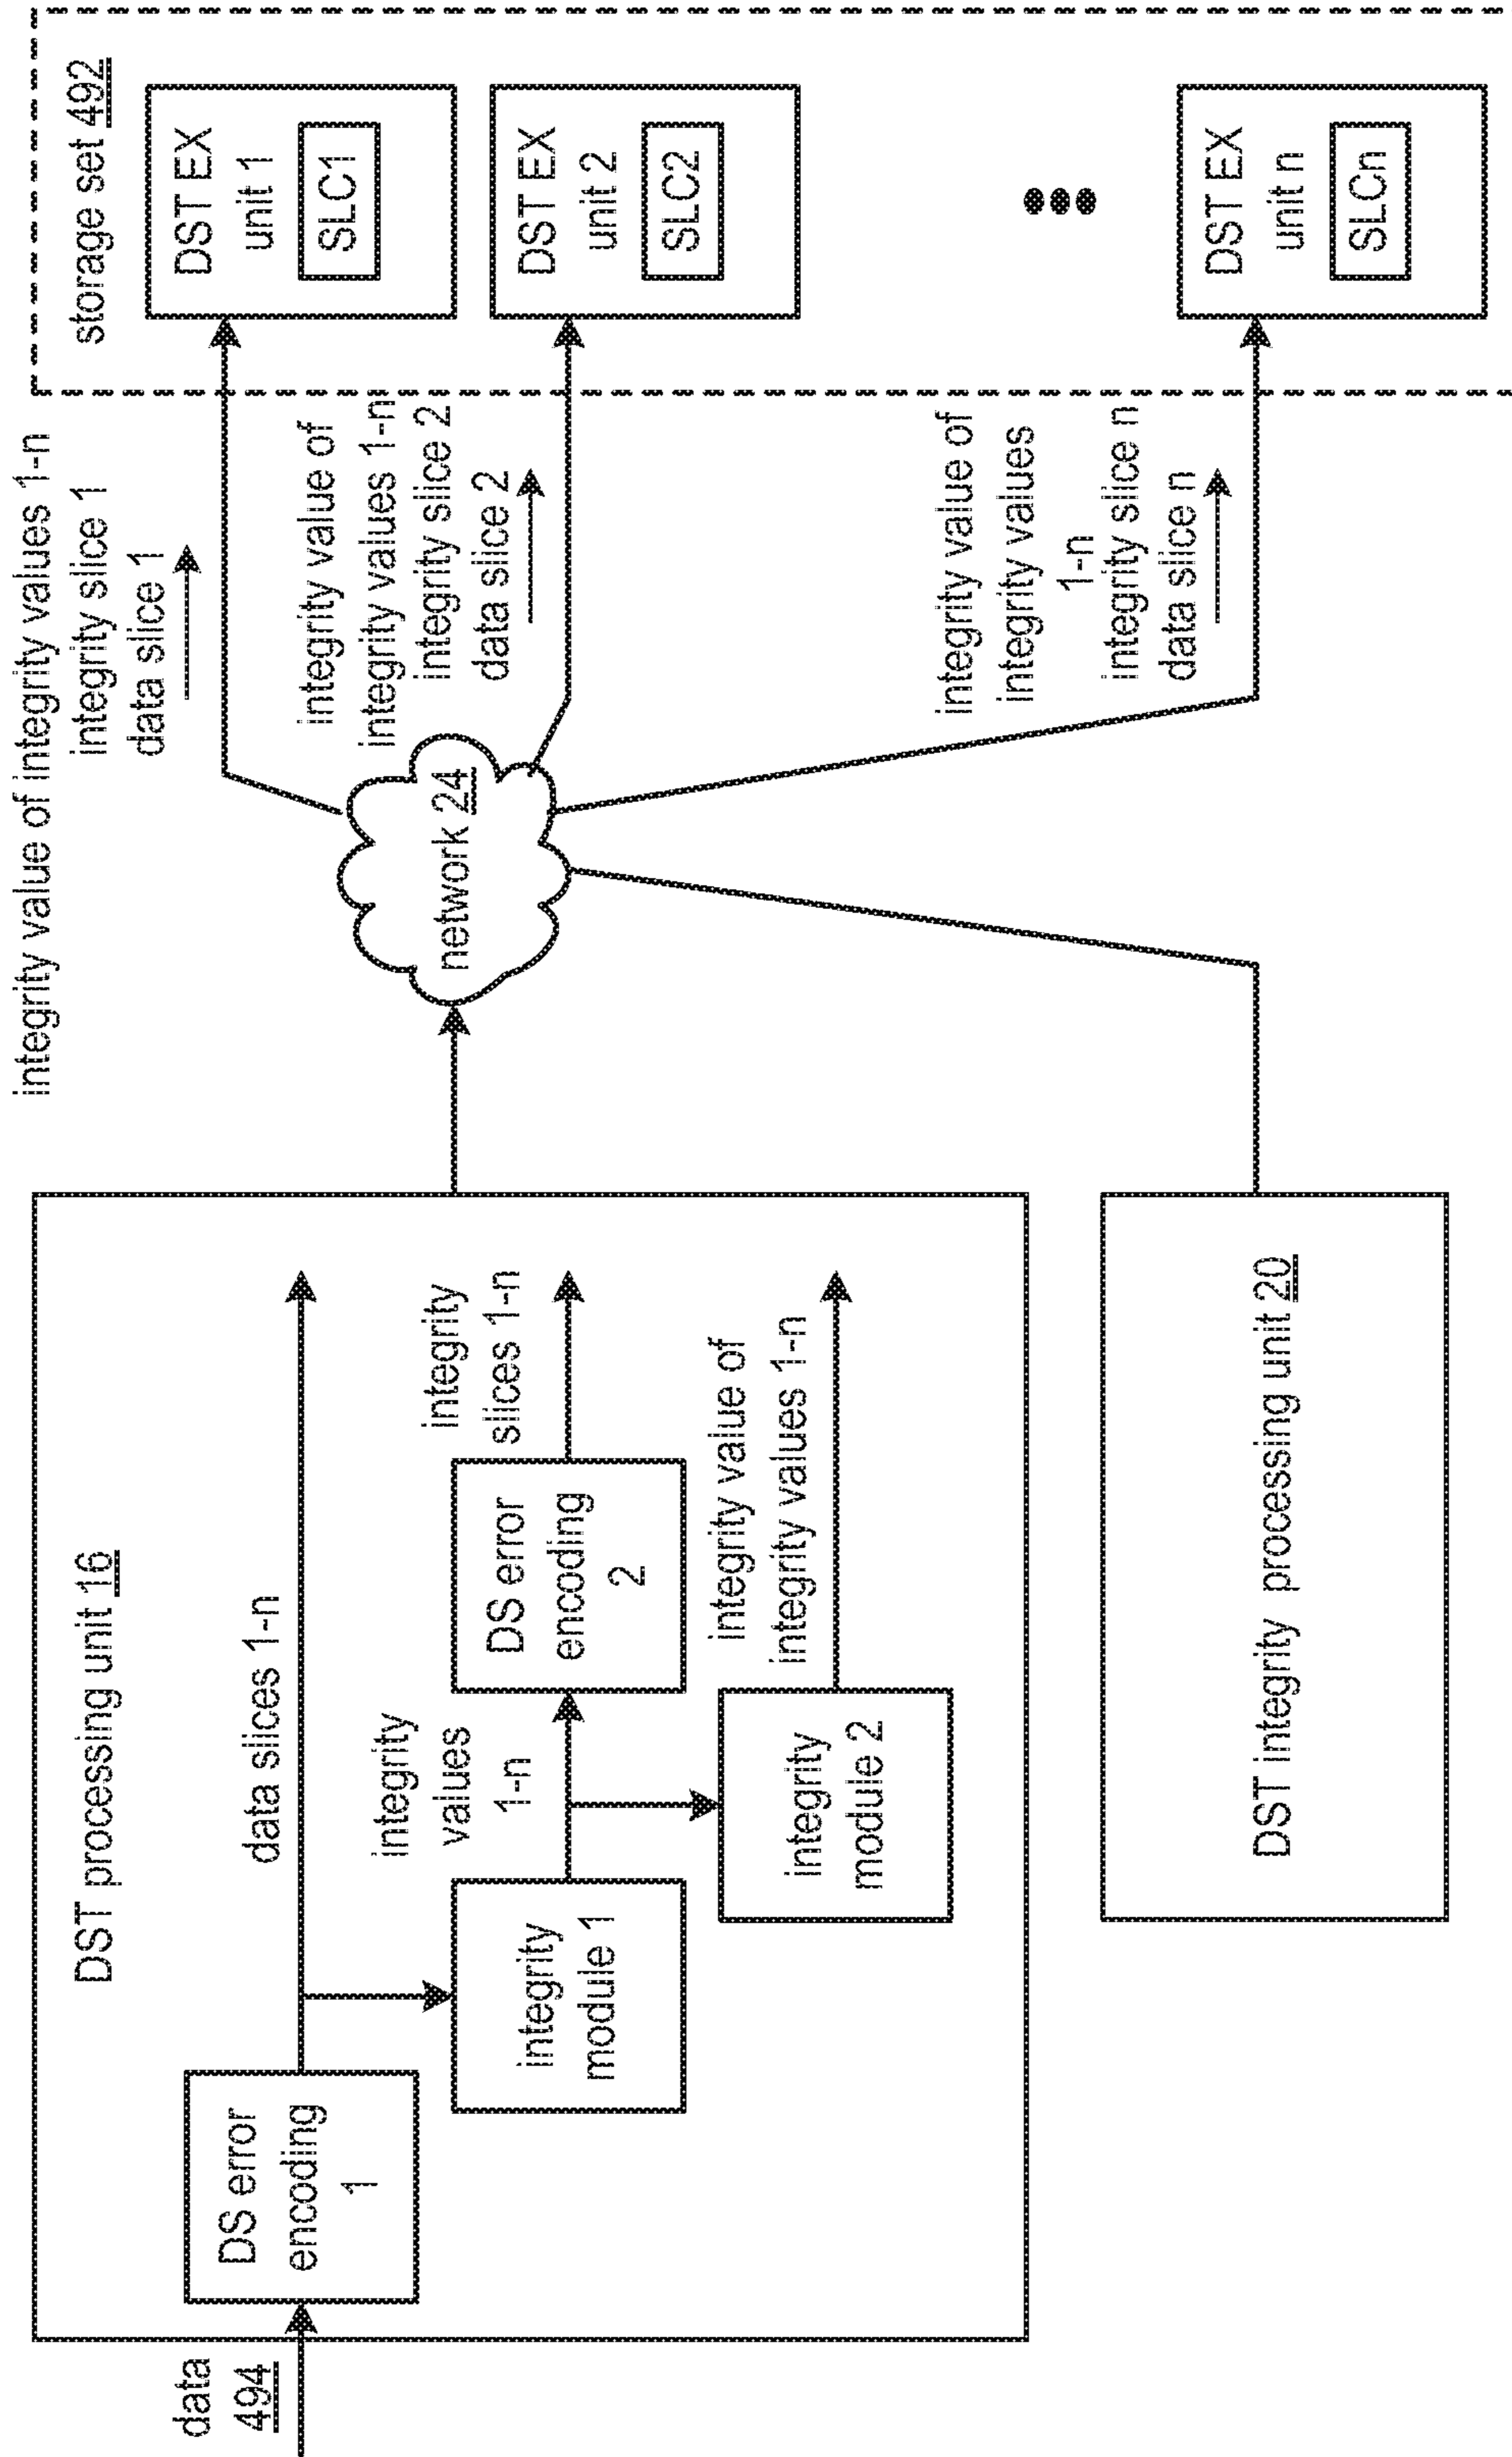 data
494
DST processing unit 16
DS error
encoding
1
data slices 1-n
integrity
module 1
integrity
values
1-n
DS error
encoding
2
integrity
slices 1-n
integrity
module 2
integrity value of
integrity values 1-n
DST integrity processing unit 20
network 24
integrity value of integrity values 1-n
integrity slice 1
data slice 1
integrity value of
integrity values 1-n
integrity slice 2
data slice 2
integrity value of
integrity values
1-n
integrity slice n
data slice n
storage set 492
DST EX
unit 1
SLC1
DST EX
unit 2
SLC2
DST EX
unit n
SLCn